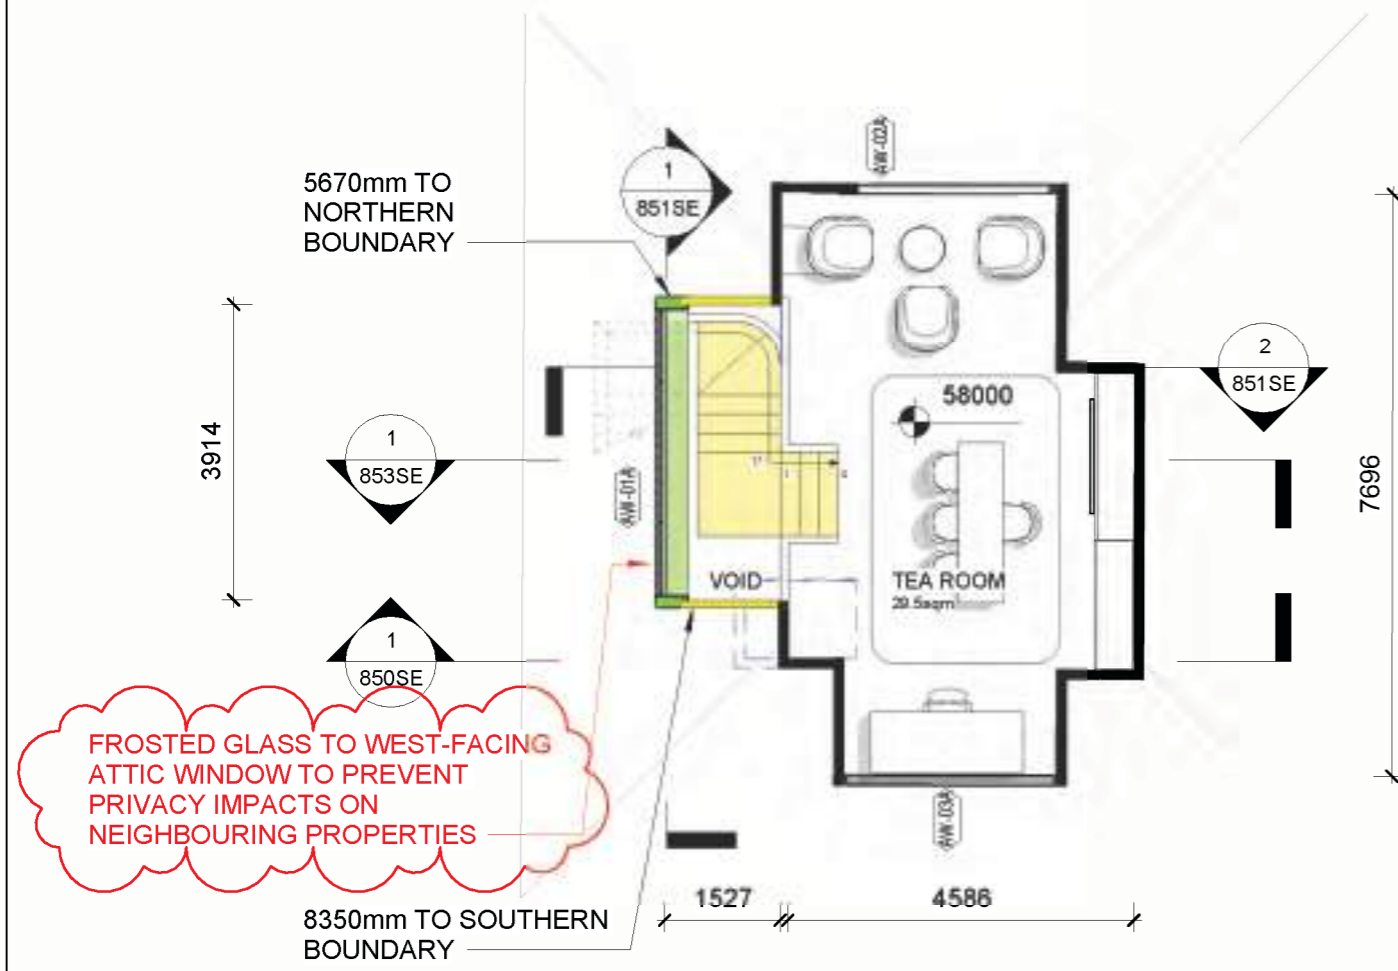 AW-02A
5670mm TO
NORTHERN
BOUNDARY
1
851SE
2
851SE
58000
3914
1
853SE
AW-01A
7696
VOID
TEA ROOM
29.5sqm
1
850SE
FROSTED GLASS TO WEST-FACING
ATTIC WINDOW TO PREVENT
PRIVACY IMPACTS ON
NEIGHBOURING PROPERTIES
AW-03A
1527
4586
8350mm TO SOUTHERN
BOUNDARY